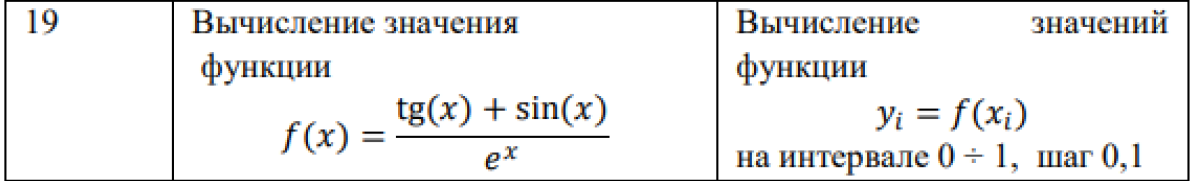 19
Вычисление значения
функции
f(x) = tg(x) + sin(x) / e^x
Вычисление значений
функции
y_i = f(x_i)
на интервале 0 ÷ 1, шаг 0,1